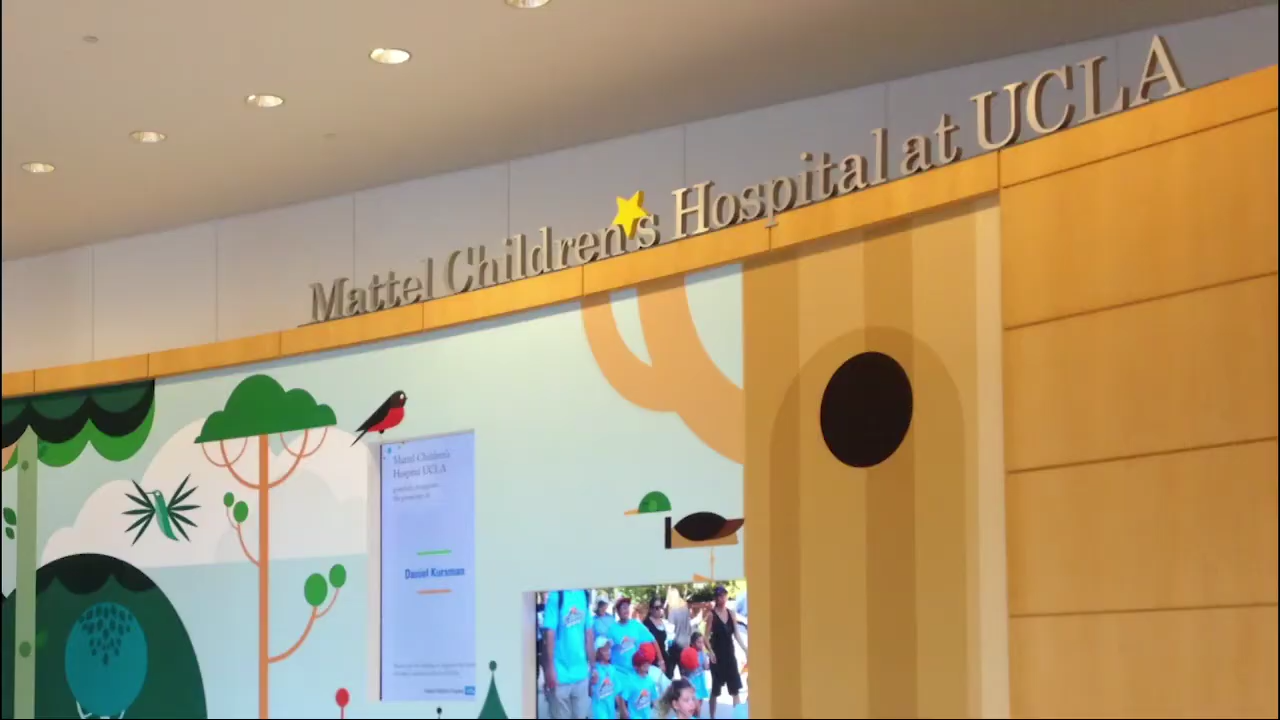 Mattel Children's Hospital at UCLA
Mattel Children's
Hospital UCLA
Daniel Kursman